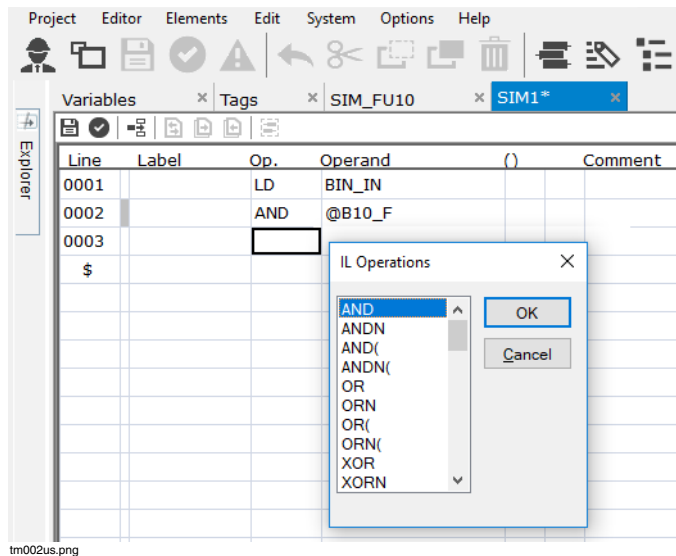 Project Editor Elements Edit System Options Help
Variables × Tags × SIM_FU10 × SIM1* ×
Explorer
Line Label Op. Operand () Comment
0001 LD BIN_IN
0002 AND @B10_F
0003
$
IL Operations ×
AND
ANDN
AND(
ANDN(
OR
ORN
OR(
ORN(
XOR
XORN
OK
Cancel
tm002us.png